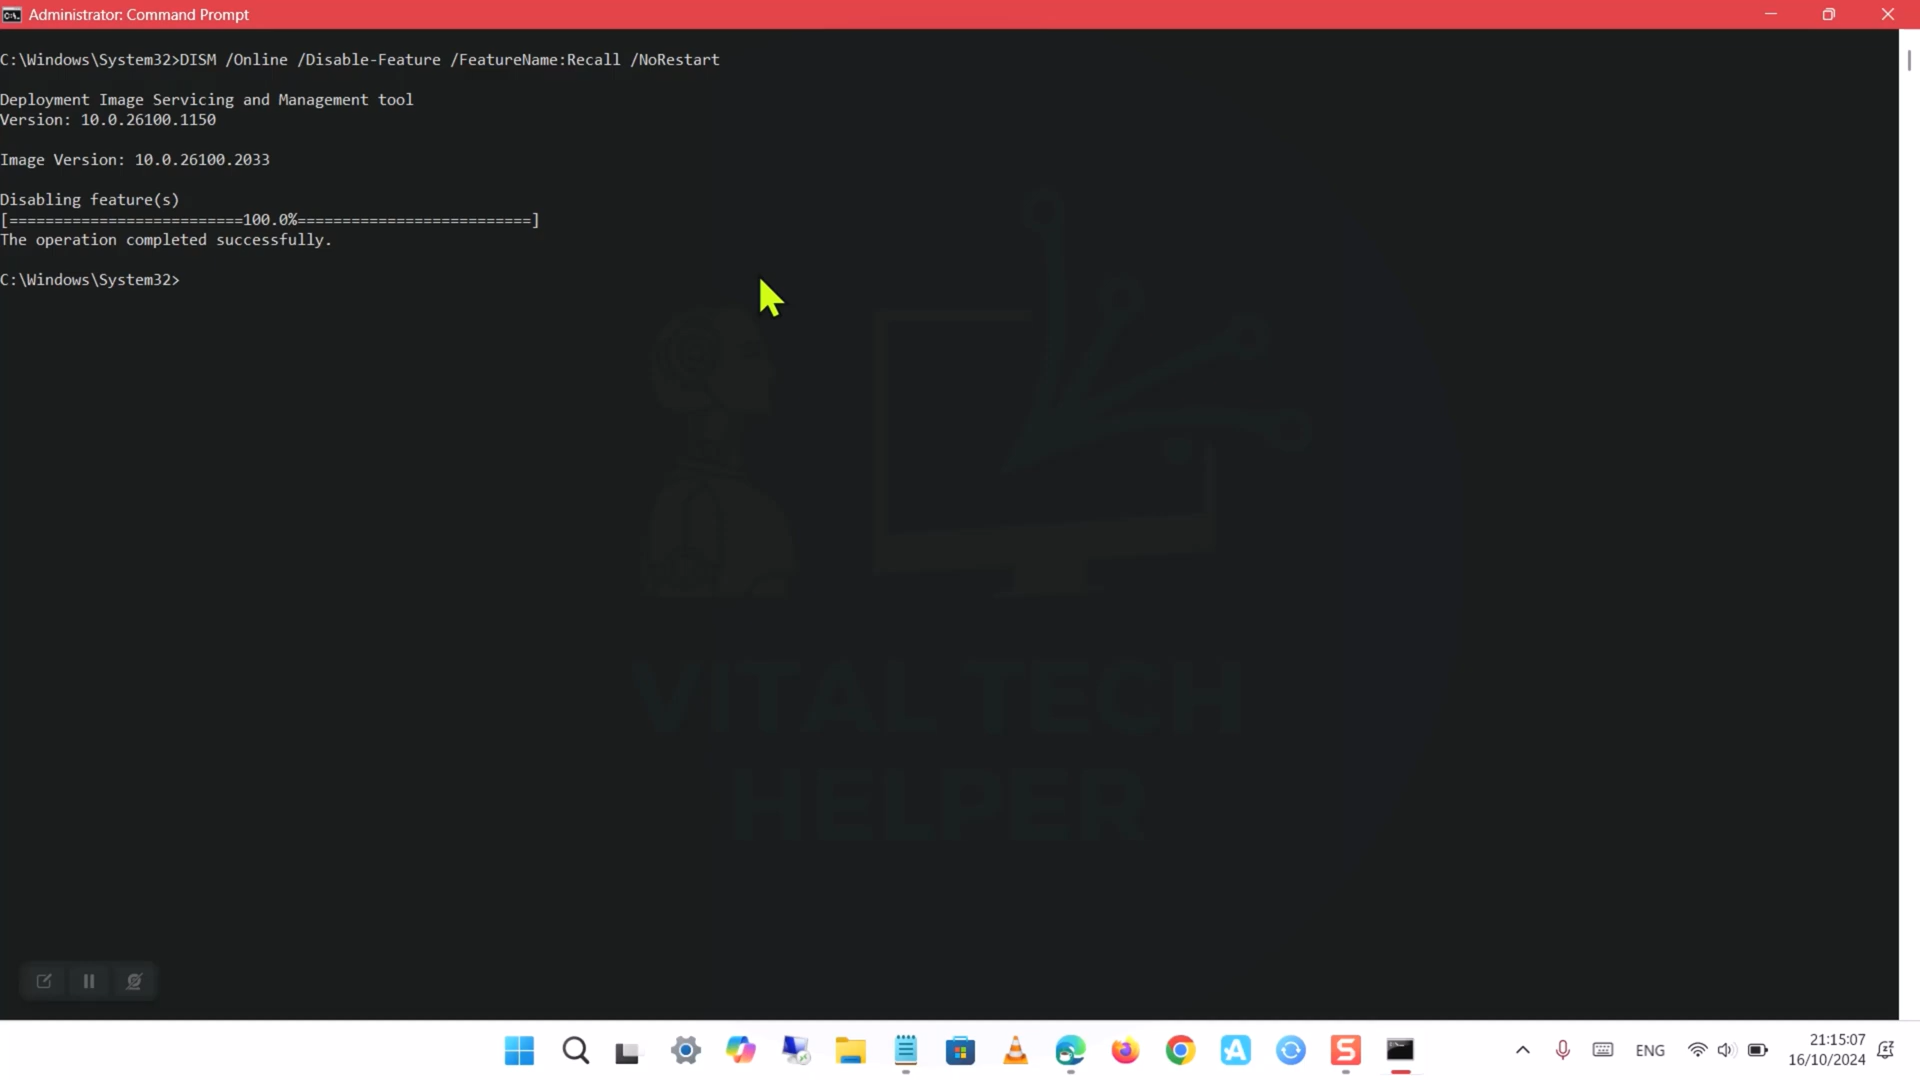 Administrator: Command Prompt
C:\Windows\System32>DISM /Online /Disable-Feature /FeatureName:Recall /NoRestart
Deployment Image Servicing and Management tool
Version: 10.0.26100.1150
Image Version: 10.0.26100.2033
Disabling feature(s)
[==========================100.0%==========================]
The operation completed successfully.
C:\Windows\System32>
VITAL TECH
HELPER
ENG
21:15:07
16/10/2024